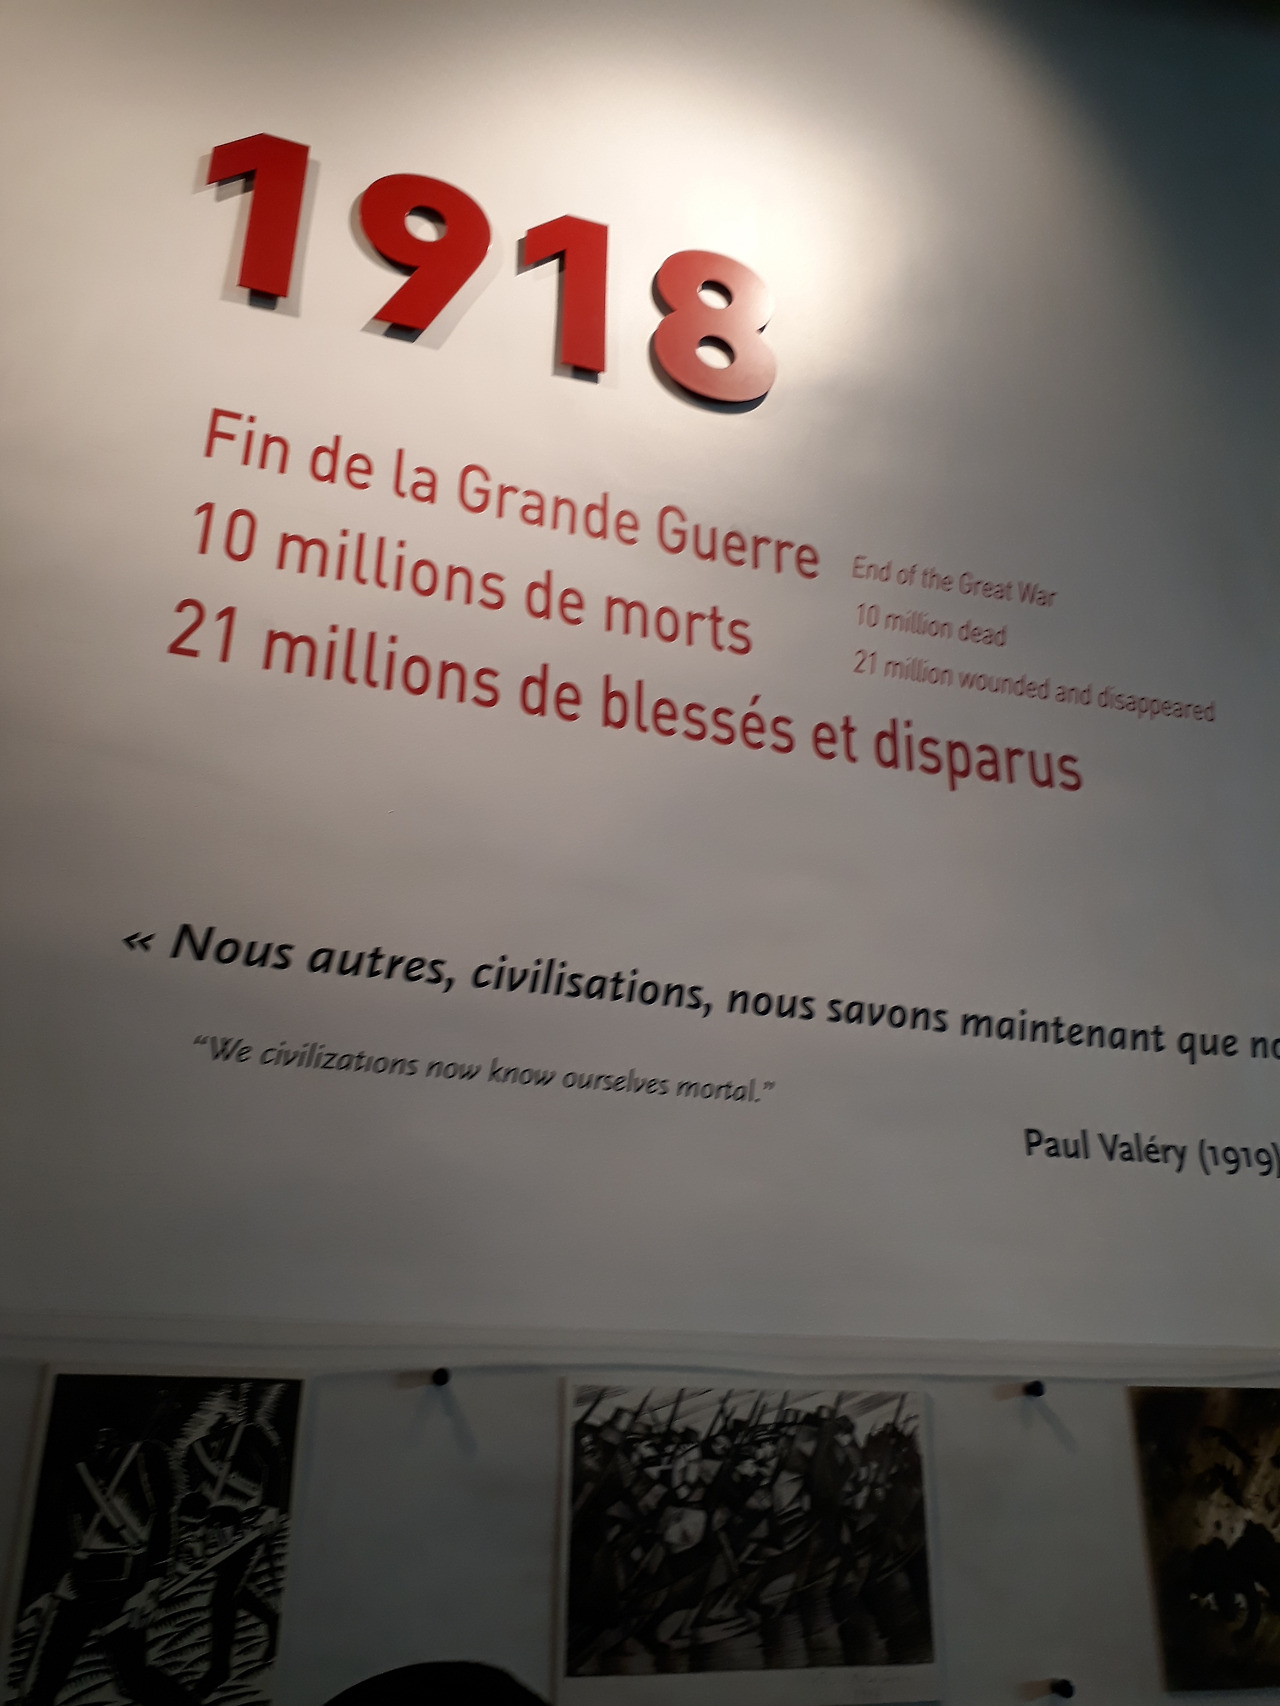 1918
Fin de la Grande Guerre
10 millions de morts
21 millions de blessés et disparus
End of the Great War
10 million dead
21 million wounded and disappeared
« Nous autres, civilisations, nous savons maintenant que
“We civilizations now know ourselves mortal.”
Paul Valéry (1919)